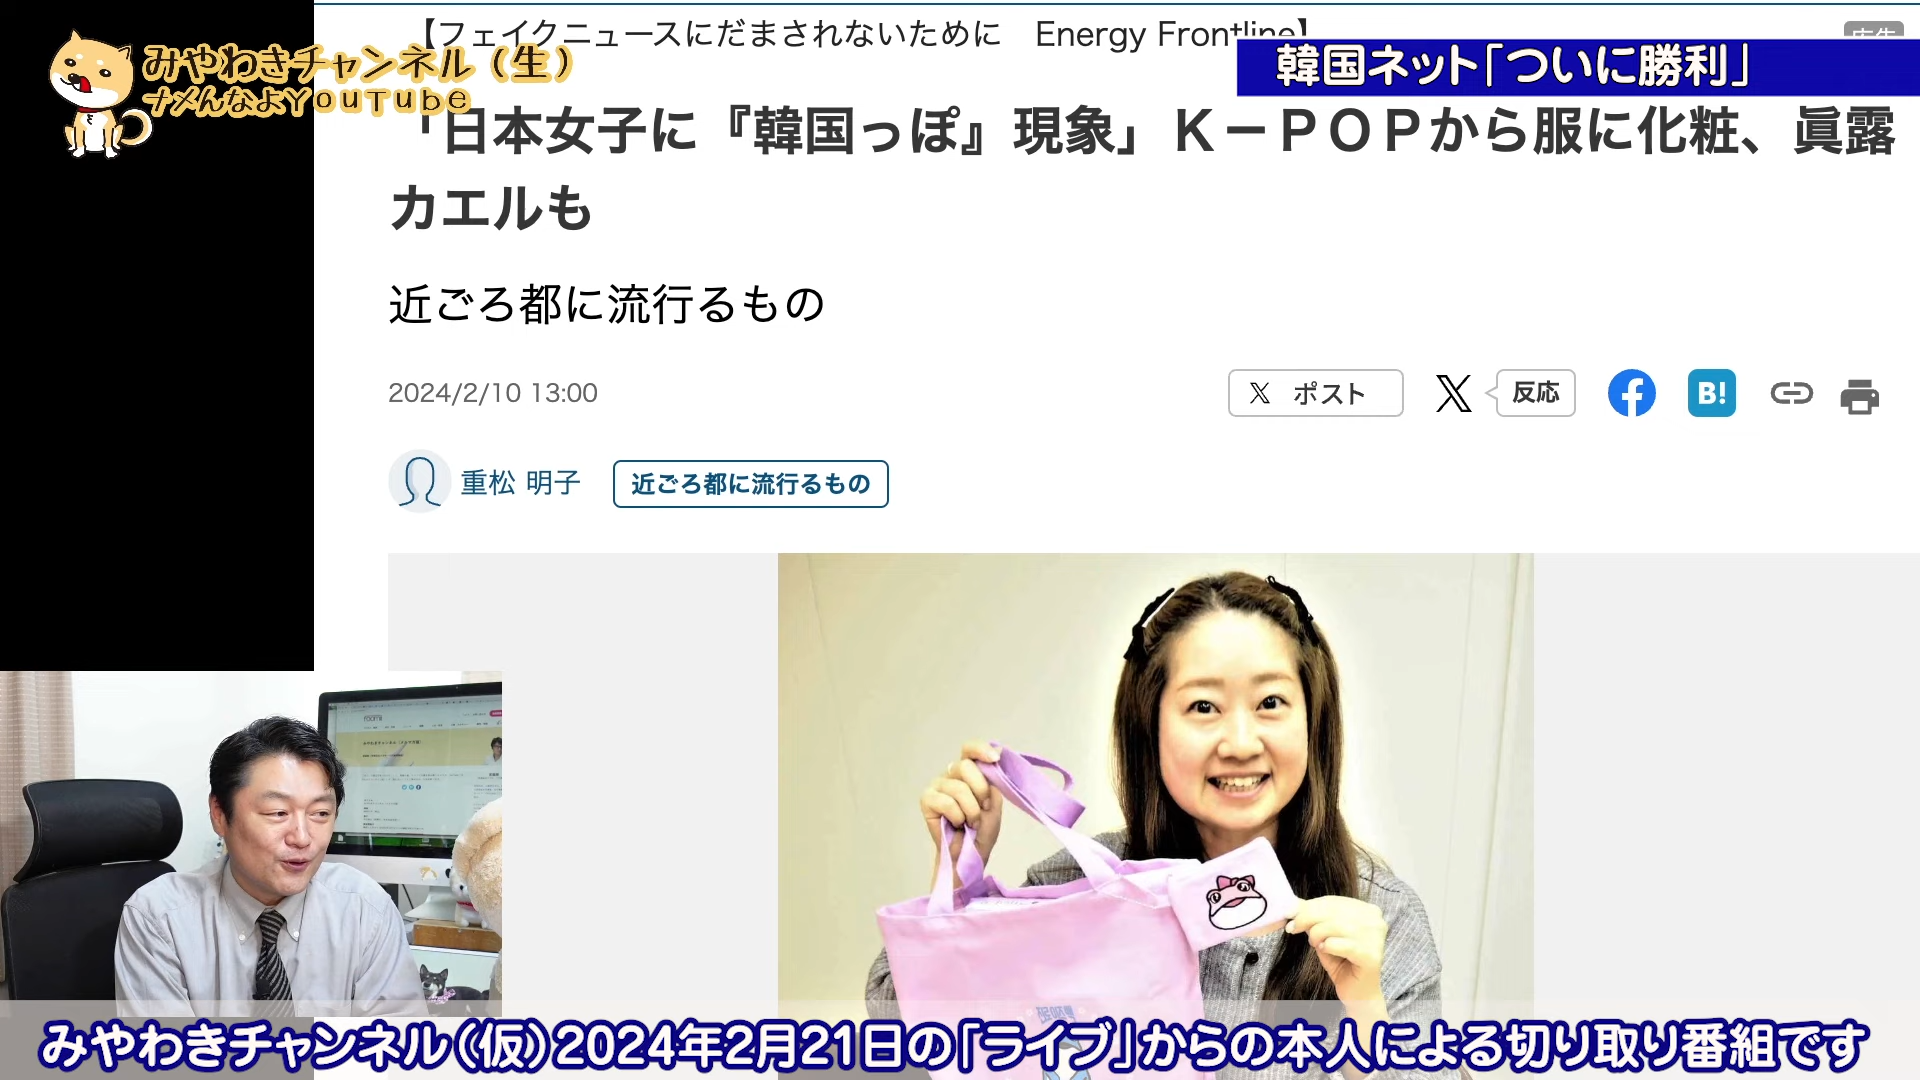 【フェイクニュースにだまされないために　Energy Frontline】
広告
みやわきチャンネル（生）
ナメんなよYouTube
韓国ネット「ついに勝利」
「日本女子に『韓国っぽ』現象」Ｋ－ＰＯＰから服に化粧、眞露
カエルも
近ごろ都に流行るもの
2024/2/10 13:00
X ポスト
X 反応
B!
重松 明子
近ごろ都に流行るもの
みやわきチャンネル（仮）2024年2月21日の「ライブ」からの本人による切り取り番組です